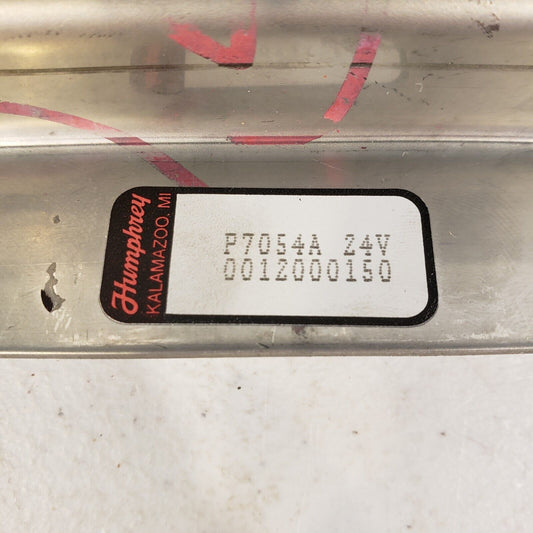 Humphrey
KALAMAZOO, MI
P7054A 24V
0012000150